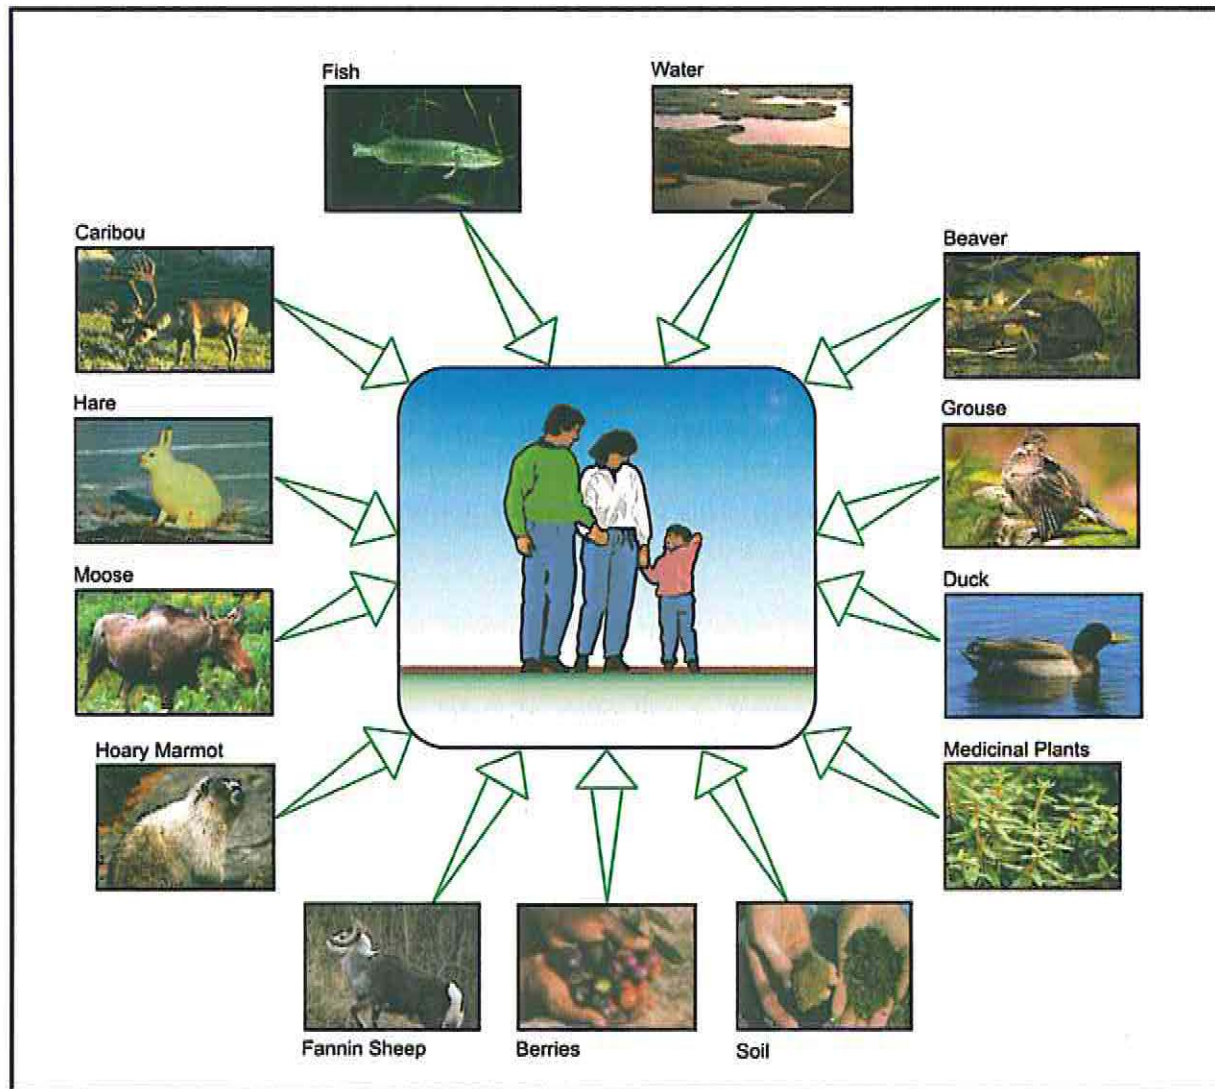 Fish
Water
Caribou
Beaver
Hare
Grouse
Moose
Duck
Hoary Marmot
Medicinal Plants
Fannin Sheep
Berries
Soil